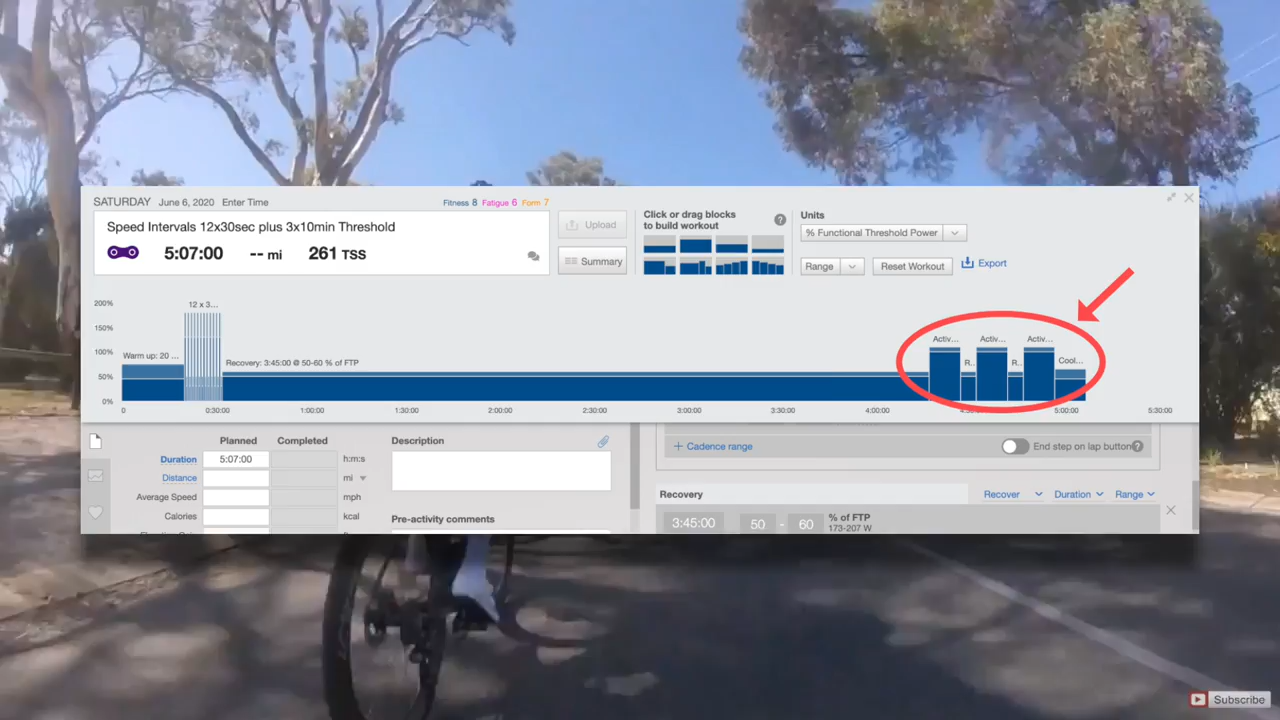 SATURDAY June 6, 2020 Enter Time
Fitness 8 Fatigue 6 Form 7
Speed Intervals 12x30sec plus 3x10min Threshold
5:07:00 -- mi 261 TSS
Upload
Summary
Click or drag blocks
to build workout
?
Units
% Functional Threshold Power
Range
Reset Workout
Export
200%
150%
100%
50%
0%
12 x 3...
Warm up: 20 ...
Recovery: 3:45:00 @ 50-60 % of FTP
Activ... Activ... Activ...
R.. R.. Cool...
0 0:30:00 1:00:00 1:30:00 2:00:00 2:30:00 3:00:00 3:30:00 4:00:00 5:00:00 5:30:00
Planned Completed
Duration 5:07:00 h:m:s
Distance mi
Average Speed mph
Calories kcal
Description
Pre-activity comments
+ Cadence range
End step on lap button ?
Recovery
Recover Duration Range
3:45:00 50 - 60 % of FTP
173-207 W
Subscribe